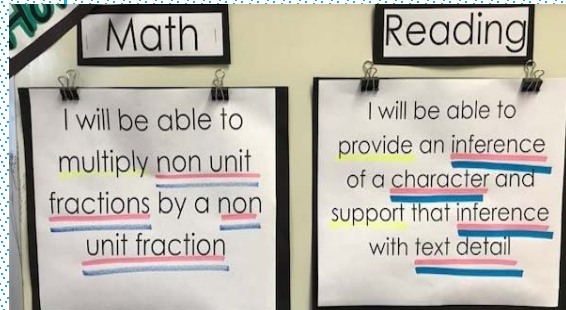 Math
I will be able to
multiply non unit
fractions by a non
unit fraction
Reading
I will be able to
provide an inference
of a character and
support that inference
with text detail